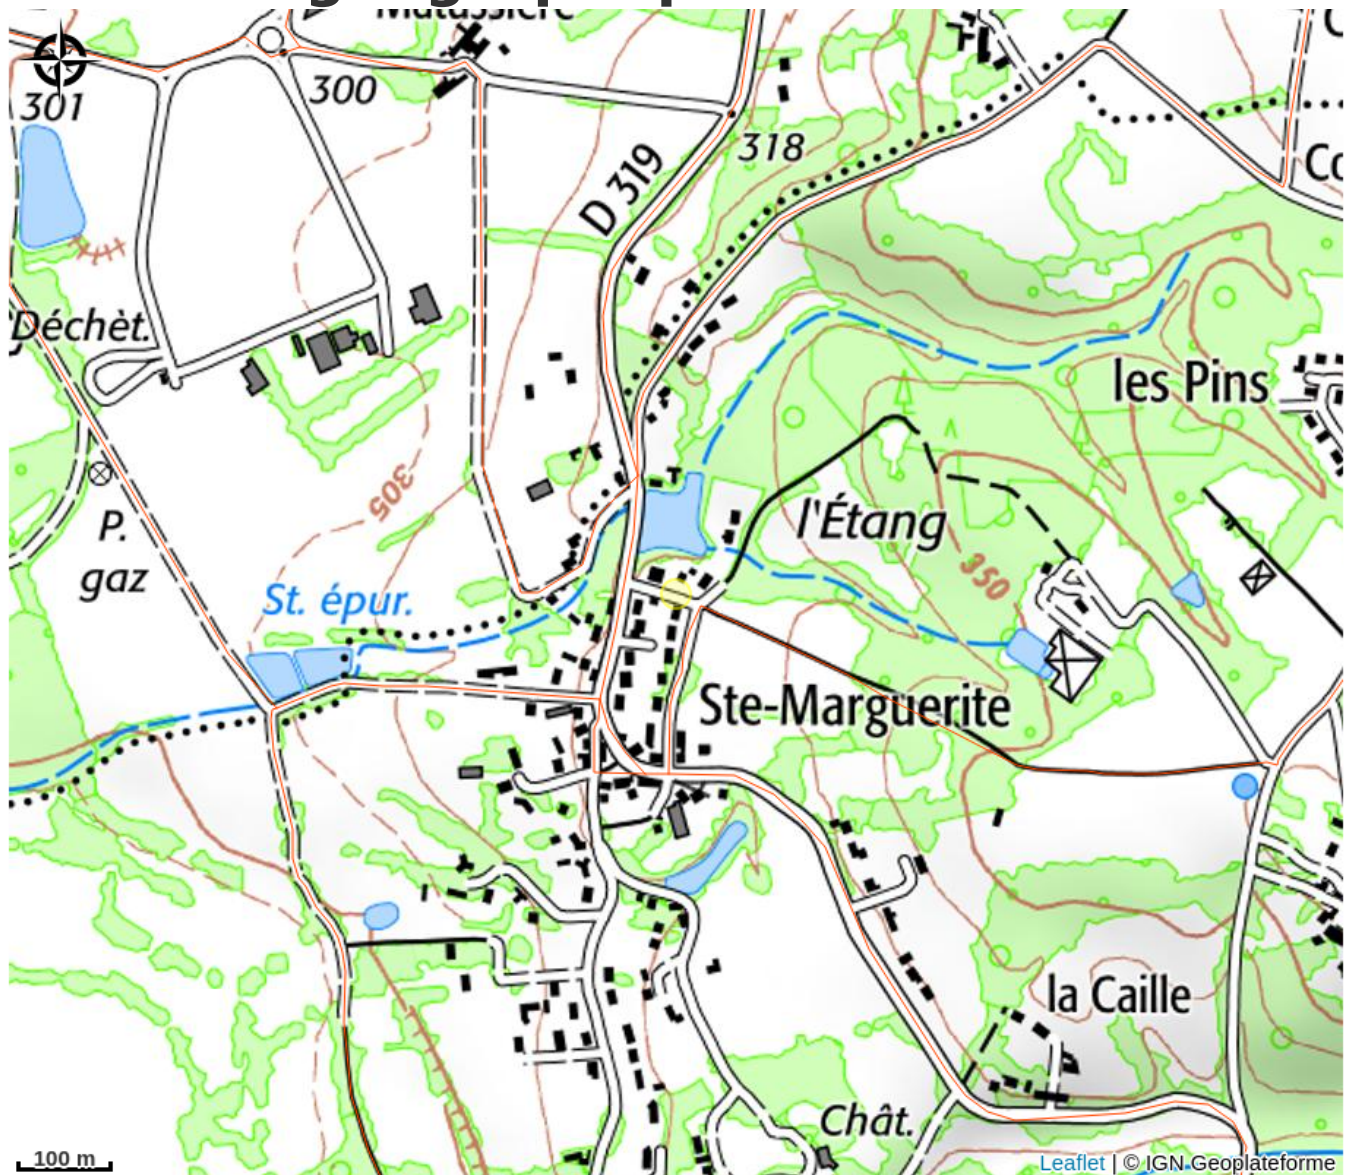 300
301
318
D 319
Déchèt.
les Pins
305
P.
gaz
l'Étang
350
St. épur.
Ste-Marguerite
la Caille
Chât.
100 m
Leaflet | © IGN Geoplateforme